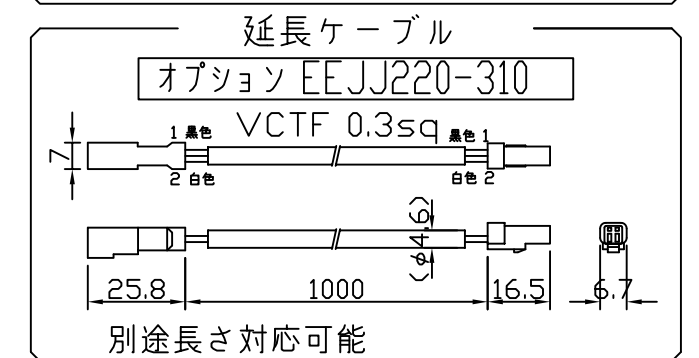 延長ケーブル
オプション EEJJ220-310
VCTF 0.3sq
1 黒色
黒色 1
7
2 白色
白色 2
(φ4.6)
25.8
1000
16.5
6.7
別途長さ対応可能